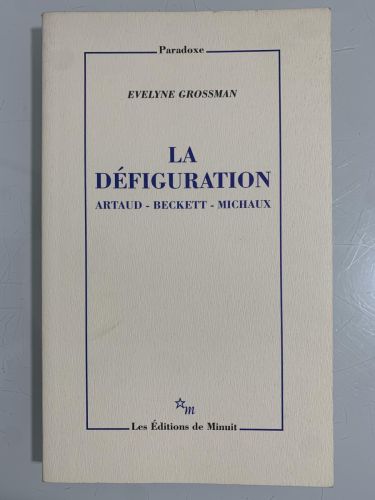 Paradoxe
EVELYNE GROSSMAN
LA
DÉFIGURATION
ARTAUD - BECKETT - MICHAUX
m
Les Éditions de Minuit